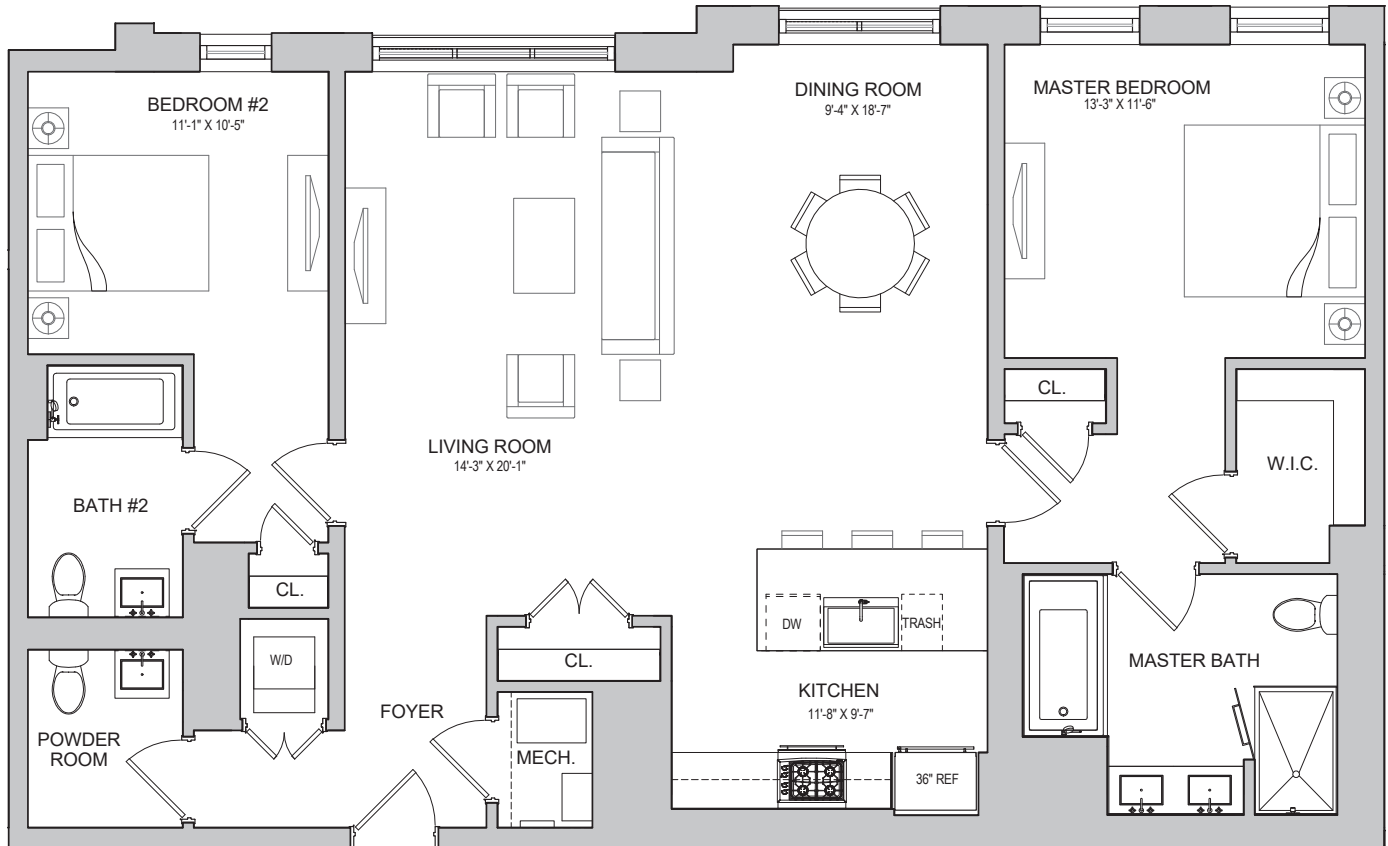 BEDROOM #2
11'-1" X 10'-5"
DINING ROOM
9'-4" X 18'-7"
MASTER BEDROOM
13'-3" X 11'-6"
CL.
LIVING ROOM
14'-3" X 20'-1"
W.I.C.
BATH #2
CL.
DW
TRASH
W/D
CL.
MASTER BATH
KITCHEN
11'-8" X 9'-7"
FOYER
POWDER
ROOM
MECH.
36" REF